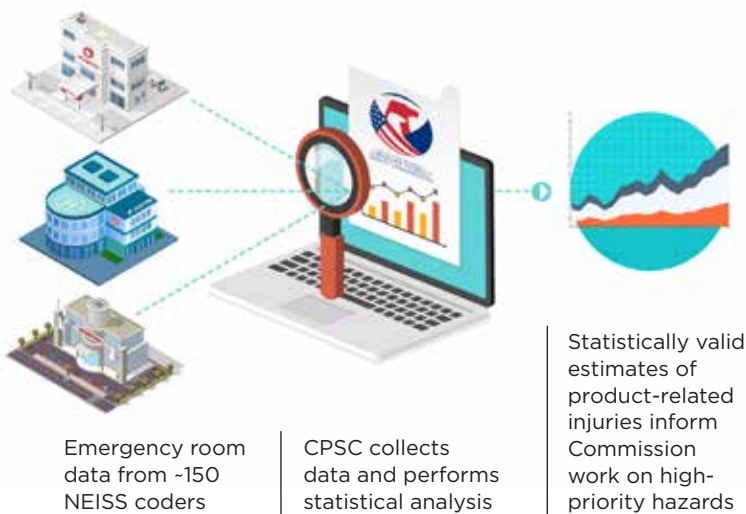 Emergency room
data from ~150
NEISS coders
CPSC collects
data and performs
statistical analysis
Statistically valid
estimates of
product-related
injuries inform
Commission
work on high-
priority hazards